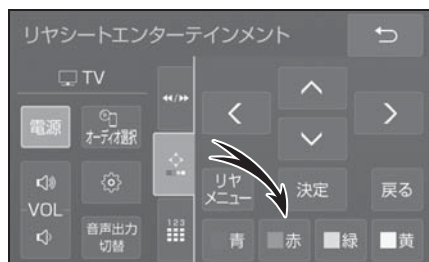 リヤシートエンターテインメント
TV
電源
オーディオ選択
VOL
音声出力
切替
123
リヤ
メニュー
決定
戻る
青
赤
緑
黄